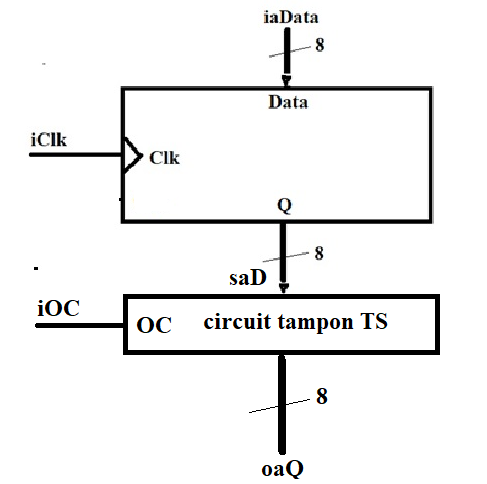 iaData
8
Data
iClk
Clk
Q
8
saD
iOC
OC circuit tampon TS
8
oaQ